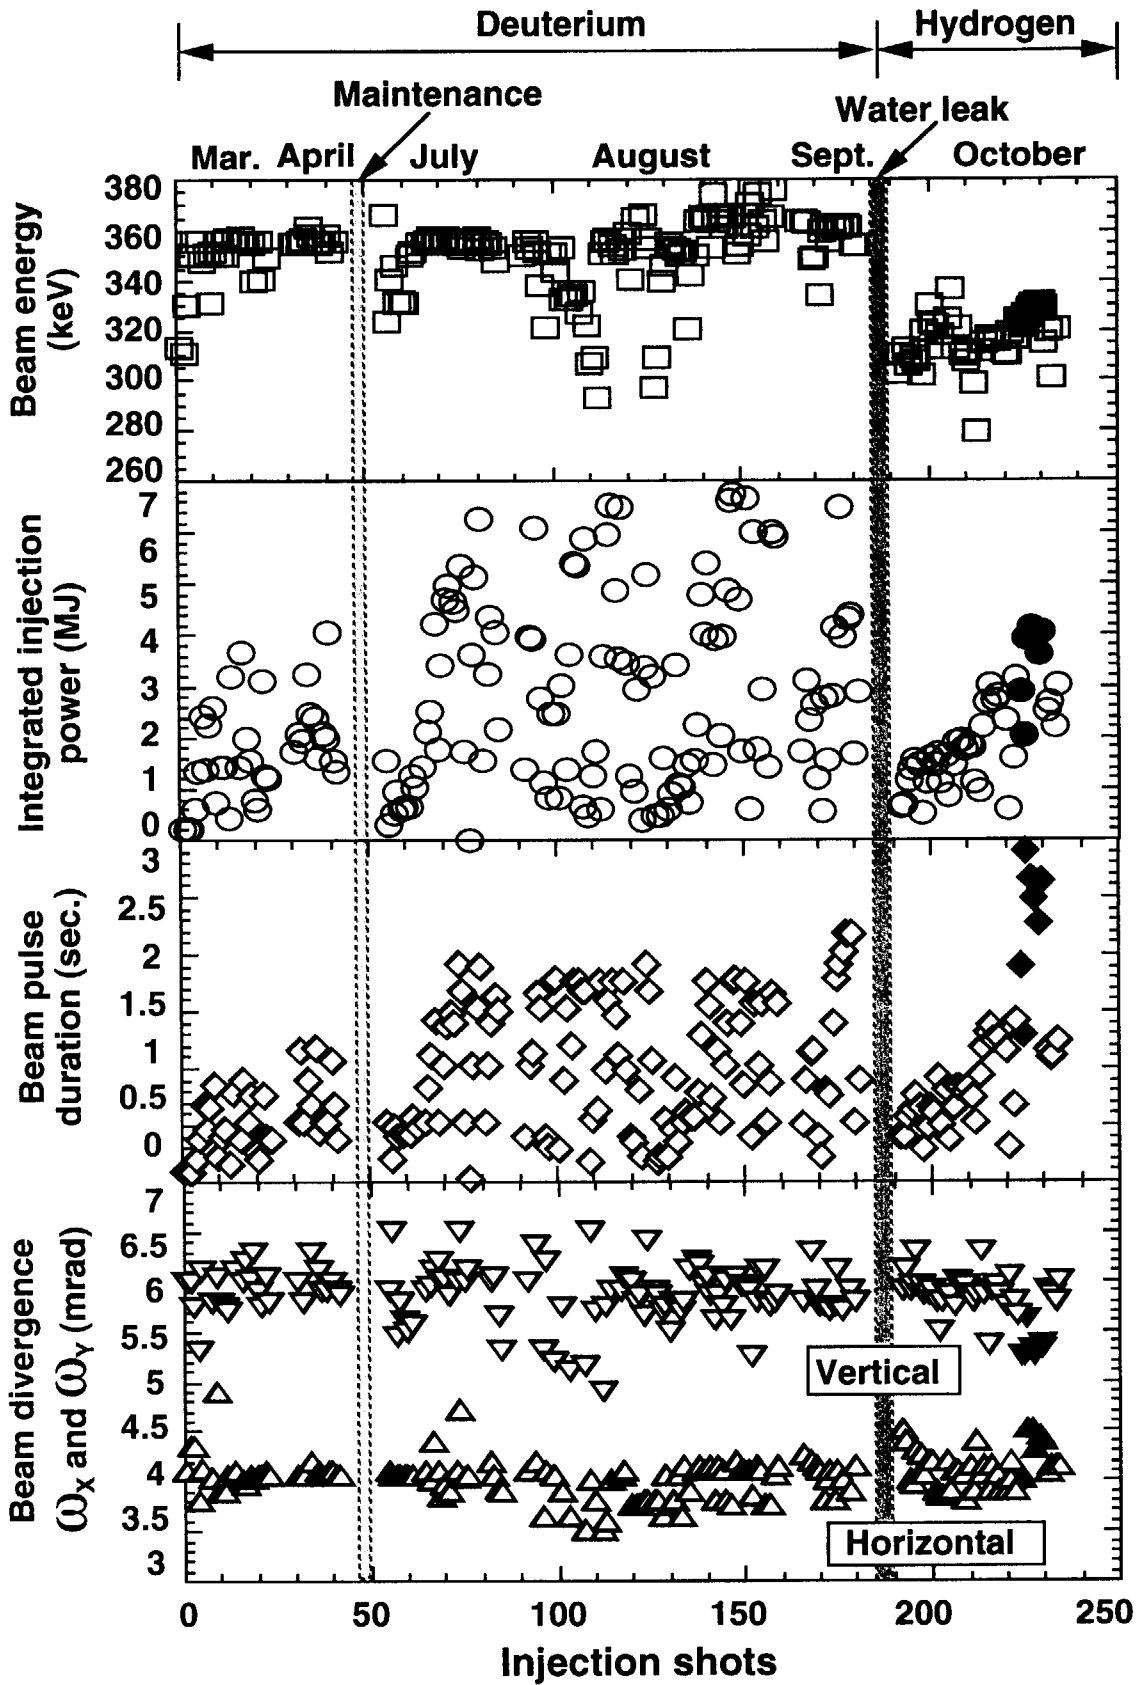 Deuterium Hydrogen
Maintenance Water leak
Mar. April July August Sept. October
Beam energy
(keV)
380
360
340
320
300
280
260
Integrated injection
power (MJ)
7
6
5
4
3
2
1
0
Beam pulse
duration (sec.)
3
2.5
2
1.5
1
0.5
0
Beam divergence
ωX and ωY (mrad)
7
6.5
6
5.5
5
4.5
4
3.5
3
Vertical
Horizontal
0 50 100 150 200 250
Injection shots